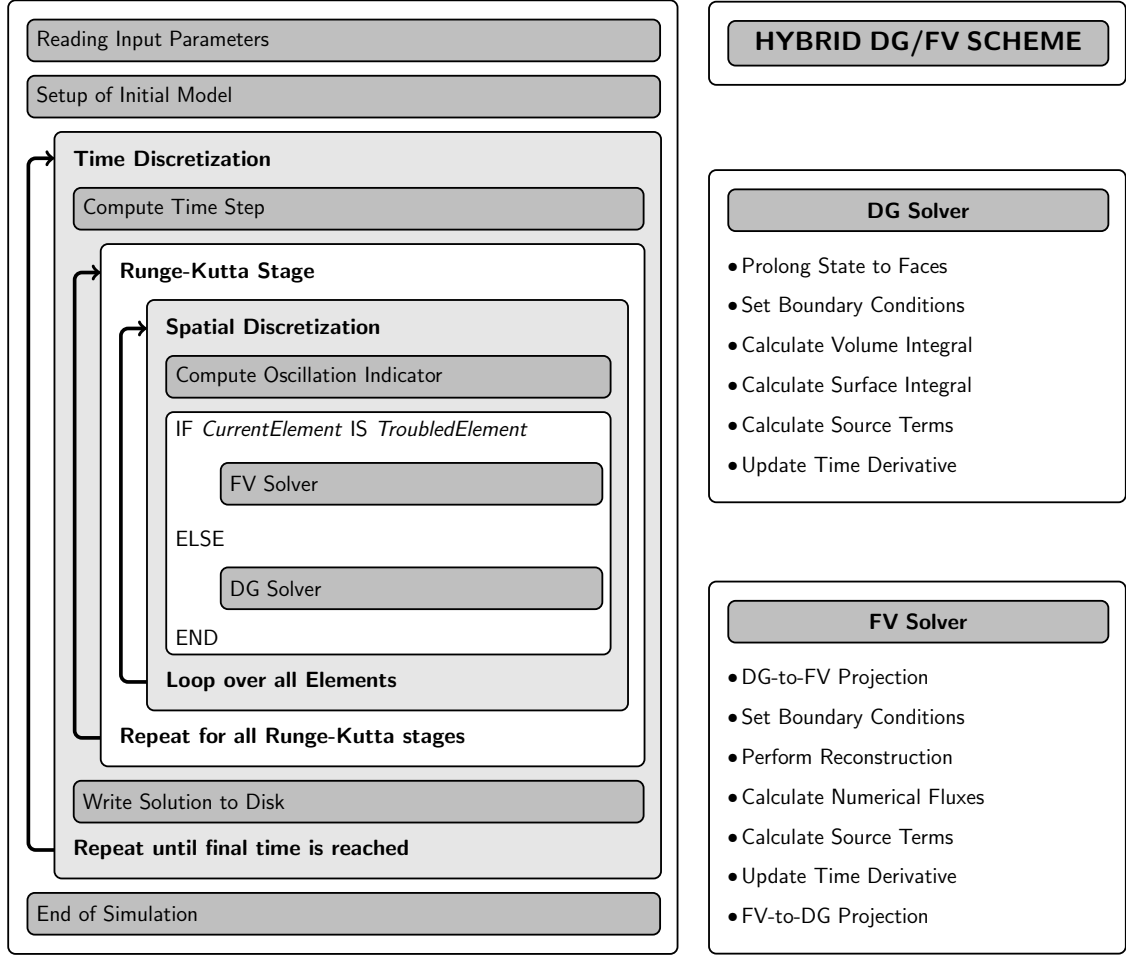 Reading Input Parameters
Setup of Initial Model
Time Discretization
Compute Time Step
Runge-Kutta Stage
Spatial Discretization
Compute Oscillation Indicator
IF CurrentElement IS TroubledElement
FV Solver
ELSE
DG Solver
END
Loop over all Elements
Repeat for all Runge-Kutta stages
Write Solution to Disk
Repeat until final time is reached
End of Simulation
HYBRID DG/FV SCHEME
DG Solver
• Prolong State to Faces
• Set Boundary Conditions
• Calculate Volume Integral
• Calculate Surface Integral
• Calculate Source Terms
• Update Time Derivative
FV Solver
• DG-to-FV Projection
• Set Boundary Conditions
• Perform Reconstruction
• Calculate Numerical Fluxes
• Calculate Source Terms
• Update Time Derivative
• FV-to-DG Projection